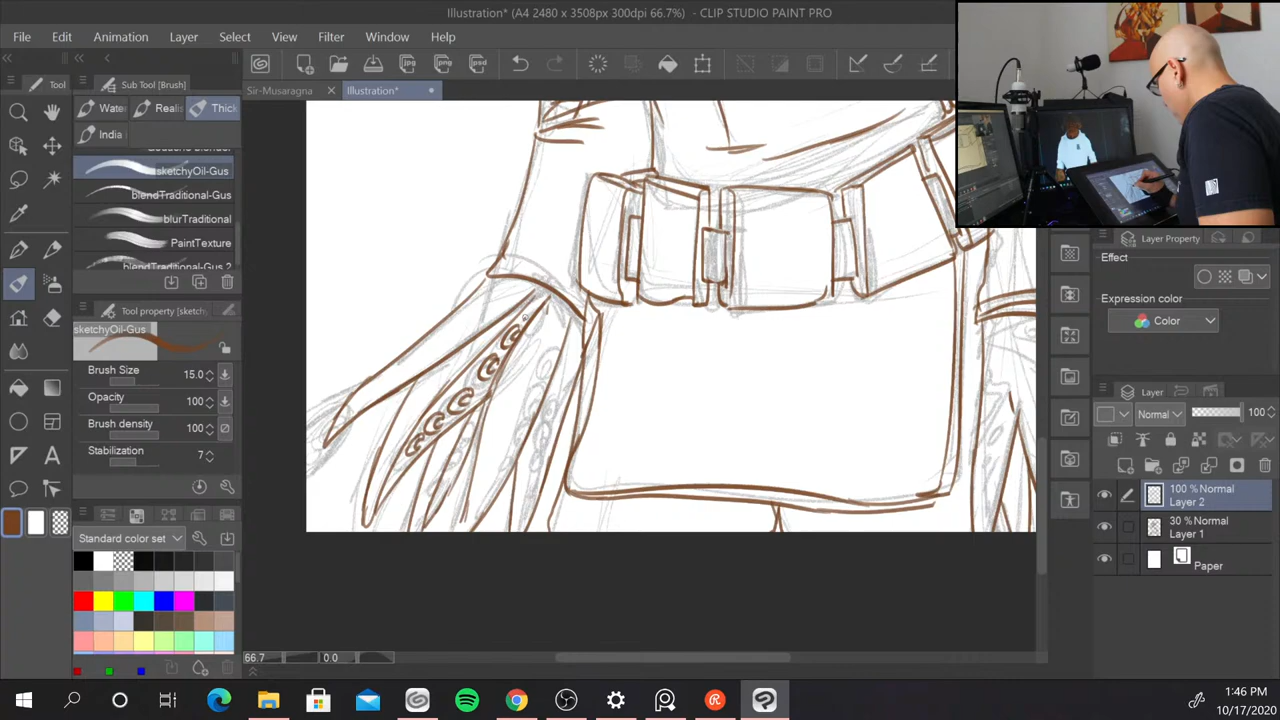 Illustration* (A4 2480 x 3508px 300dpi 66.7%) - CLIP STUDIO PAINT PRO
File Edit Animation Layer Select View Filter Window Help
Tool
Sub Tool [Brush]
Sir-Musaragna
Illustration*
Water
Reali
Thick
India
sketchyOil-Gus
blendTraditional-Gus
blurTraditional
PaintTexture
blendTraditional-Gus 2
Tool property [sketchy
sketchyOil-Gus
Brush Size 15.0
Opacity 100
Brush density 100
Stabilization 7
Standard color set
Layer Property
Effect
Expression color
Color
Layer
Normal 100
100 % Normal
Layer 2
30 % Normal
Layer 1
Paper
66.7 0.0
1:46 PM
10/17/2020